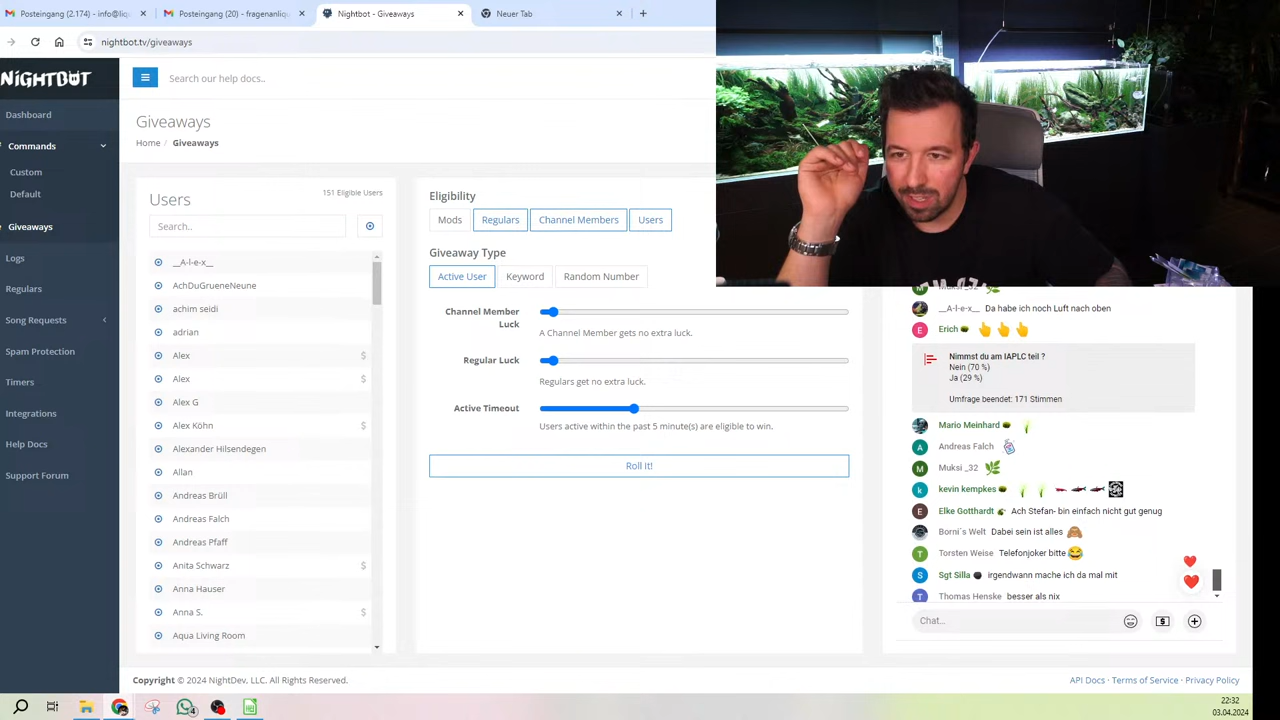 Posteingang (2.174) - info@liq
Posteingang (20) - fragenanliqu
Nightbot - Giveaways
Neuer Tab
nightbot.tv/giveaways
NIGHTBOT
Search our help docs..
Dashboard
Commands
Custom
Default
Giveaways
Logs
Regulars
Song Requests
Spam Protection
Timers
Integrations
Help Docs
Support Forum
Giveaways
Home / Giveaways
Users
151 Eligible Users
Search..
__A-l-e-x__
AchDuGrueneNeune
achim seidl
adrian
Alex $
Alex $
Alex G
Alex Köhn $
Alexander Hilsendegen
Allan
Andreas Brüll
Andreas Falch
Andreas Pfaff
Anita Schwarz $
Anna Hauser
Anna S. $
Aqua Living Room
Eligibility
Mods Regulars Channel Members Users
Giveaway Type
Active User Keyword Random Number
Channel Member Luck
A Channel Member gets no extra luck.
Regular Luck
Regulars get no extra luck.
Active Timeout
Users active within the past 5 minute(s) are eligible to win.
Roll It!
Muksi _32
__A-l-e-x__ Da habe ich noch Luft nach oben
Erich
Nimmst du am IAPLC teil ?
Nein (70 %)
Ja (29 %)
Umfrage beendet: 171 Stimmen
Mario Meinhard
Andreas Falch
Muksi _32
kevin kempkes
Elke Gotthardt Ach Stefan- bin einfach nicht gut genug
Borni`s Welt Dabei sein ist alles
Torsten Weise Telefonjoker bitte
Sgt Silla irgendwann mache ich da mal mit
Thomas Henske besser als nix
Chat...
Copyright © 2024 NightDev, LLC. All Rights Reserved.
API Docs · Terms of Service · Privacy Policy
22:32
03.04.2024